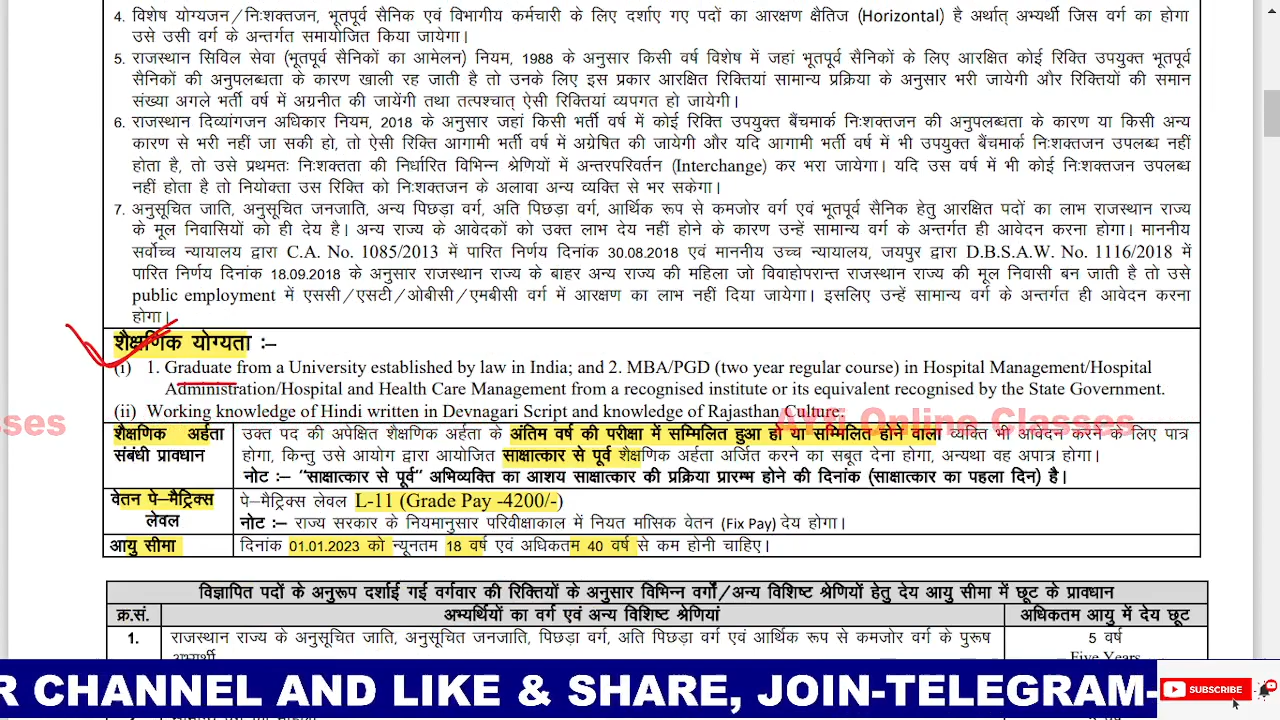 4. विशेष योग्यजन/निःशक्तजन, भूतपूर्व सैनिक एवं विभागीय कर्मचारी के लिए दर्शाए गए पदों का आरक्षण क्षैतिज (Horizontal) है अर्थात् अभ्यर्थी जिस वर्ग का होगा
उसे उसी वर्ग के अन्तर्गत समायोजित किया जायेगा।
5. राजस्थान सिविल सेवा (भूतपूर्व सैनिकों का आमेलन) नियम, 1988 के अनुसार किसी वर्ष विशेष में जहां भूतपूर्व सैनिकों के लिए आरक्षित कोई रिक्ति उपयुक्त भूतपूर्व
सैनिकों की अनुपलब्धता के कारण खाली रह जाती है तो उनके लिए इस प्रकार आरक्षित रिक्तियां सामान्य प्रक्रिया के अनुसार भरी जायेगी और रिक्तियों की समान
संख्या अगले भर्ती वर्ष में अग्रनीत की जायेंगी तथा तत्पश्चात् ऐसी रिक्तियां व्यपगत हो जायेगी।
6. राजस्थान दिव्यांगजन अधिकार नियम, 2018 के अनुसार जहां किसी भर्ती वर्ष में कोई रिक्ति उपयुक्त बैंचमार्क निःशक्तजन की अनुपलब्धता के कारण या किसी अन्य
कारण से भरी नहीं जा सकी हो, तो ऐसी रिक्ति आगामी भर्ती वर्ष में अग्रेषित की जायेगी और यदि आगामी भर्ती वर्ष में भी उपयुक्त बैंचमार्क निःशक्तजन उपलब्ध नहीं
होता है, तो उसे प्रथमतः निःशक्तता की निर्धारित विभिन्न श्रेणियों में अन्तरपरिवर्तन (Interchange) कर भरा जायेगा। यदि उस वर्ष में भी कोई निःशक्तजन उपलब्ध
नहीं होता है तो नियोक्ता उस रिक्ति को निःशक्तजन के अलावा अन्य व्यक्ति से भर सकेगा।
7. अनुसूचित जाति, अनुसूचित जनजाति, अन्य पिछड़ा वर्ग, अति पिछड़ा वर्ग, आर्थिक रूप से कमजोर वर्ग एवं भूतपूर्व सैनिक हेतु आरक्षित पदों का लाभ राजस्थान राज्य
के मूल निवासियों को ही देय है। अन्य राज्य के आवेदकों को उक्त लाभ देय नहीं होने के कारण उन्हें सामान्य वर्ग के अन्तर्गत ही आवेदन करना होगा। माननीय
सर्वोच्च न्यायालय द्वारा C.A. No. 1085/2013 में पारित निर्णय दिनांक 30.08.2018 एवं माननीय उच्च न्यायालय, जयपुर द्वारा D.B.S.A.W. No. 1116/2018 में
पारित निर्णय दिनांक 18.09.2018 के अनुसार राजस्थान राज्य के बाहर अन्य राज्य की महिला जो विवाहोपरान्त राजस्थान राज्य की मूल निवासी बन जाती है तो उसे
public employment में एससी/एसटी/ओबीसी/एमबीसी वर्ग में आरक्षण का लाभ नहीं दिया जायेगा। इसलिए उन्हें सामान्य वर्ग के अन्तर्गत ही आवेदन करना
होगा।
शैक्षणिक योग्यता :–
(i) 1. Graduate from a University established by law in India; and 2. MBA/PGD (two year regular course) in Hospital Management/Hospital
Administration/Hospital and Health Care Management from a recognised institute or its equivalent recognised by the State Government.
(ii) Working knowledge of Hindi written in Devnagari Script and knowledge of Rajasthan Culture.
sses AYN Online Classes
शैक्षणिक अर्हता संबंधी प्रावधान
उक्त पद की अपेक्षित शैक्षणिक अर्हता के अंतिम वर्ष की परीक्षा में सम्मिलित हुआ हो या सम्मिलित होने वाला व्यक्ति भी आवेदन करने के लिए पात्र
होगा, किन्तु उसे आयोग द्वारा आयोजित साक्षात्कार से पूर्व शैक्षणिक अर्हता अर्जित करने का सबूत देना होगा, अन्यथा वह अपात्र होगा।
नोट :– "साक्षात्कार से पूर्व" अभिव्यक्ति का आशय साक्षात्कार की प्रक्रिया प्रारम्भ होने की दिनांक (साक्षात्कार का पहला दिन) है।
वेतन पे–मैट्रिक्स लेवल
पे–मैट्रिक्स लेवल L-11 (Grade Pay -4200/-)
नोट :– राज्य सरकार के नियमानुसार परिवीक्षाकाल में नियत मासिक वेतन (Fix Pay) देय होगा।
आयु सीमा दिनांक 01.01.2023 को न्यूनतम 18 वर्ष एवं अधिकतम 40 वर्ष से कम होनी चाहिए।
विज्ञापित पदों के अनुरूप दर्शाई गई वर्गवार की रिक्तियों के अनुसार विभिन्न वर्गों/अन्य विशिष्ट श्रेणियों हेतु देय आयु सीमा में छूट के प्रावधान
क्र.सं. अभ्यर्थियों का वर्ग एवं अन्य विशिष्ट श्रेणियां अधिकतम आयु में देय छूट
1. राजस्थान राज्य के अनुसूचित जाति, अनुसूचित जनजाति, पिछड़ा वर्ग, अति पिछड़ा वर्ग एवं आर्थिक रूप से कमजोर वर्ग के पुरूष 5 वर्ष
अभ्यर्थी Five Years
R CHANNEL AND LIKE & SHARE, JOIN-TELEGRAM-
SUBSCRIBE